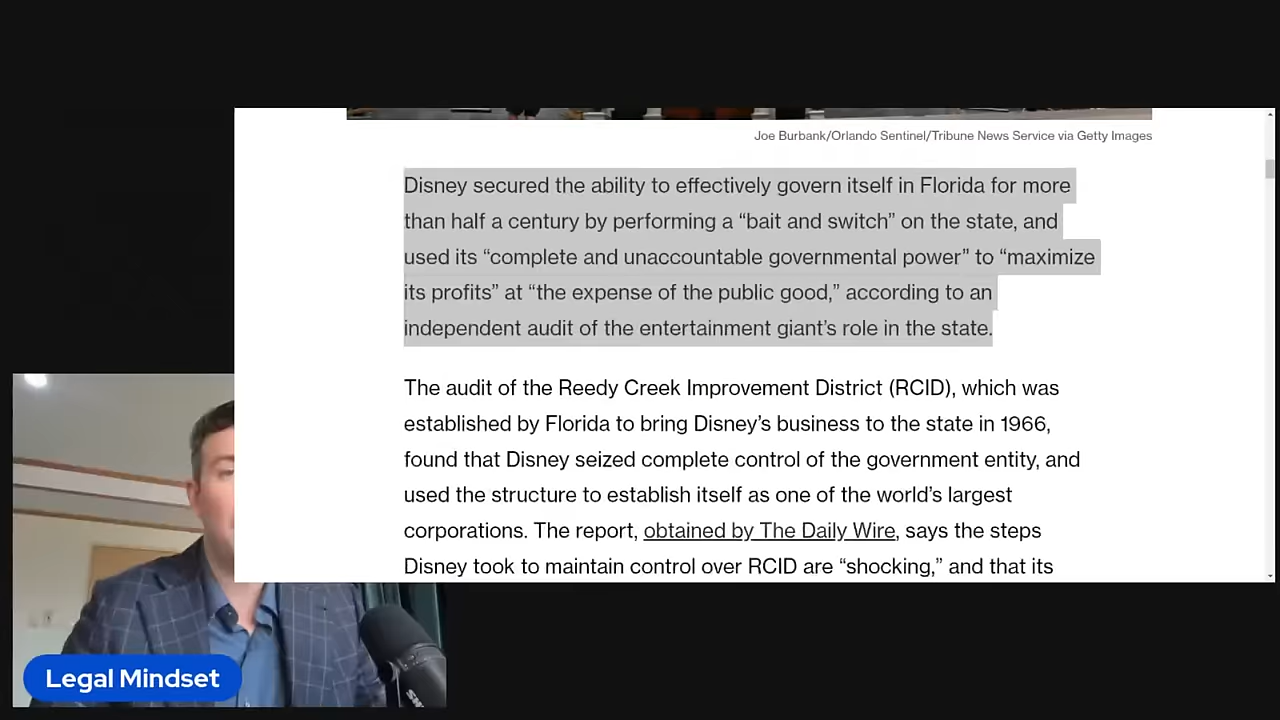 Joe Burbank/Orlando Sentinel/Tribune News Service via Getty Images
Disney secured the ability to effectively govern itself in Florida for more
than half a century by performing a “bait and switch” on the state, and
used its “complete and unaccountable governmental power” to “maximize
its profits” at “the expense of the public good,” according to an
independent audit of the entertainment giant’s role in the state.
The audit of the Reedy Creek Improvement District (RCID), which was
established by Florida to bring Disney’s business to the state in 1966,
found that Disney seized complete control of the government entity, and
used the structure to establish itself as one of the world’s largest
corporations. The report, obtained by The Daily Wire, says the steps
Disney took to maintain control over RCID are “shocking,” and that its
Legal Mindset